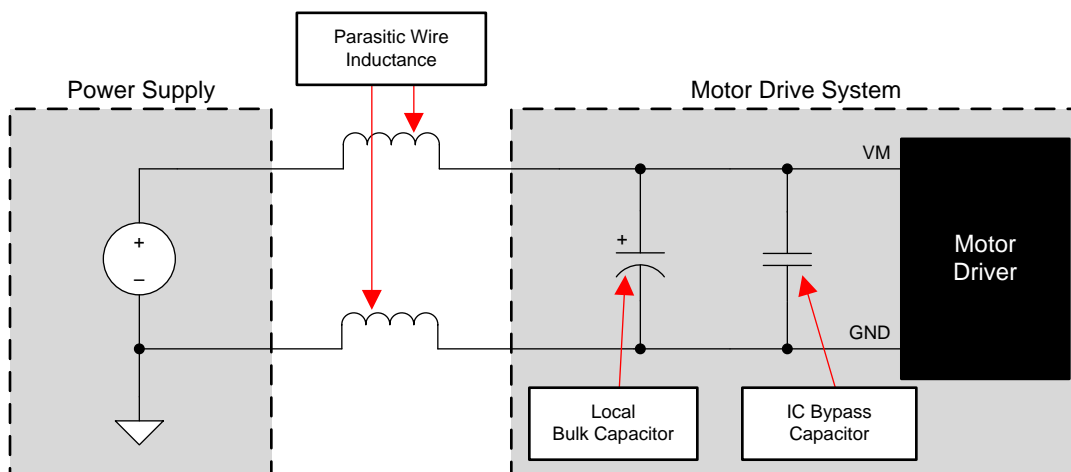 Parasitic Wire
Inductance
Power Supply
Motor Drive System
VM
+
–
+
Motor
Driver
GND
Local
Bulk Capacitor
IC Bypass
Capacitor